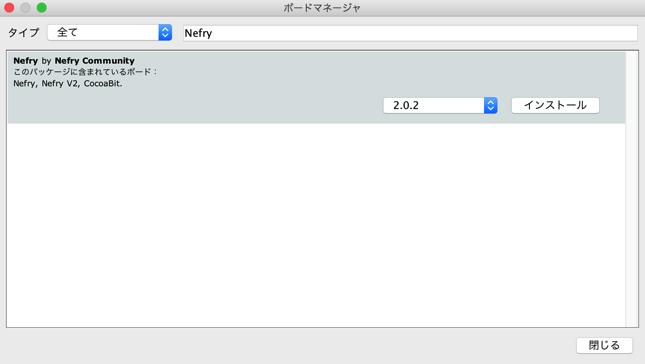 ボードマネージャ
タイプ 全て Nefry
Nefry by Nefry Community
このパッケージに含まれているボード：
Nefry, Nefry V2, CocoaBit.
2.0.2 インストール
閉じる